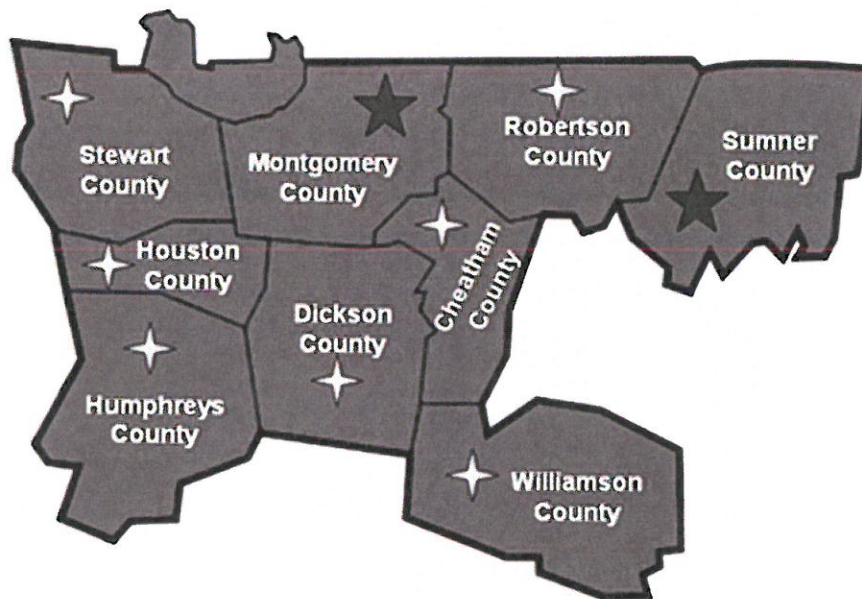 Stewart
County
Montgomery
County
Robertson
County
Sumner
County
Houston
County
Cheatham
County
Dickson
County
Humphreys
County
Williamson
County